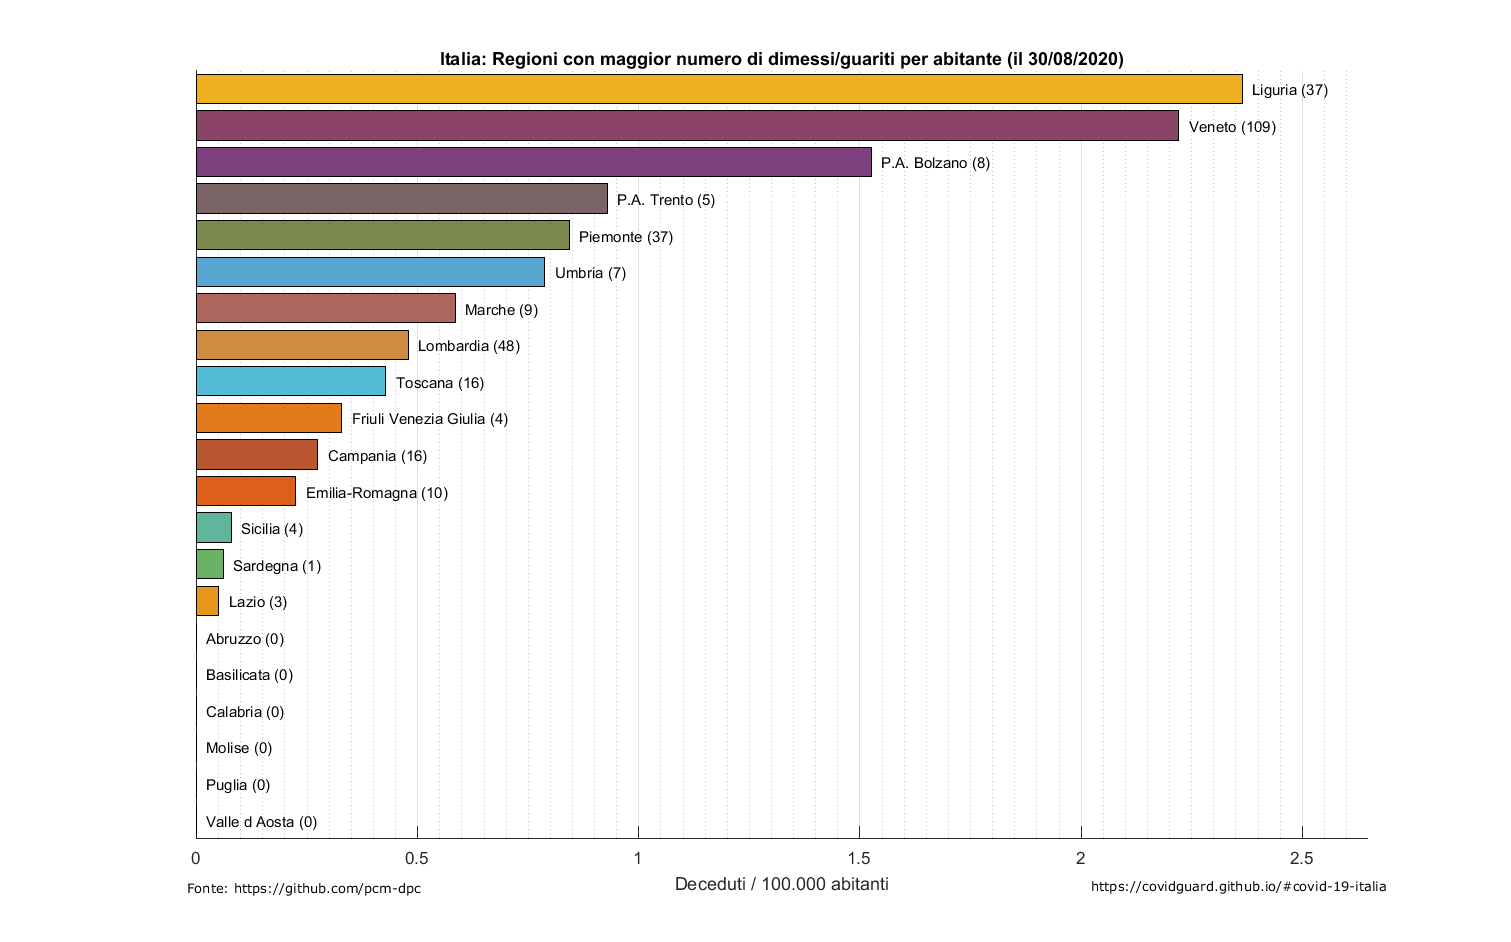 Italia: Regioni con maggior numero di dimessi/guariti per abitante (il 30/08/2020)
Liguria (37)
Veneto (109)
P.A. Bolzano (8)
P.A. Trento (5)
Piemonte (37)
Umbria (7)
Marche (9)
Lombardia (48)
Toscana (16)
Friuli Venezia Giulia (4)
Campania (16)
Emilia-Romagna (10)
Sicilia (4)
Sardegna (1)
Lazio (3)
Abruzzo (0)
Basilicata (0)
Calabria (0)
Molise (0)
Puglia (0)
Valle d Aosta (0)
0 0.5 1 1.5 2 2.5
Deceduti / 100.000 abitanti
Fonte: https://github.com/pcm-dpc
https://covidguard.github.io/#covid-19-italia